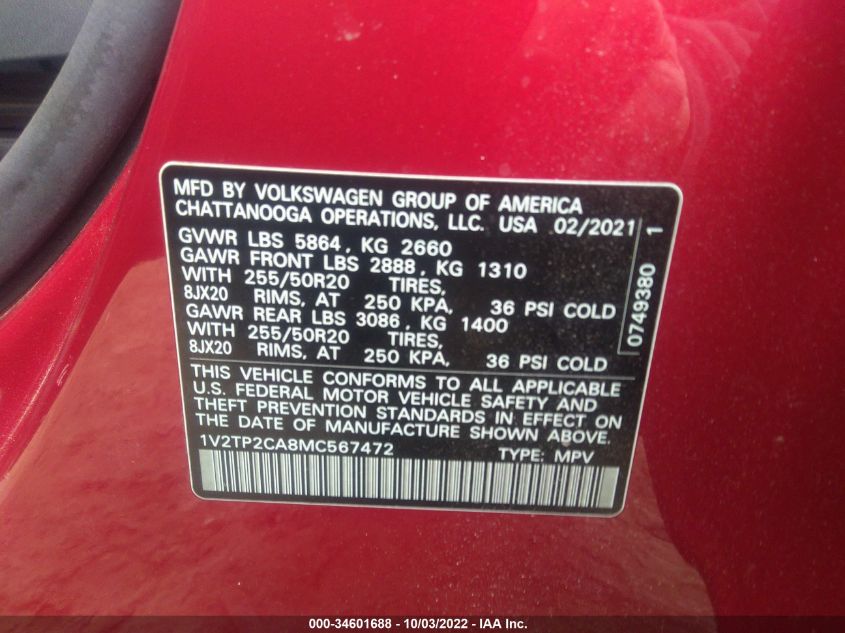 MFD BY VOLKSWAGEN GROUP OF AMERICA
CHATTANOOGA OPERATIONS, LLC. USA 02/2021
GVWR LBS 5864, KG 2660
GAWR FRONT LBS 2888, KG 1310
WITH 255/50R20 TIRES,
8JX20 RIMS, AT 250 KPA, 36 PSI COLD
GAWR REAR LBS 3086, KG 1400
WITH 255/50R20 TIRES,
8JX20 RIMS, AT 250 KPA, 36 PSI COLD
THIS VEHICLE CONFORMS TO ALL APPLICABLE
U.S. FEDERAL MOTOR VEHICLE SAFETY AND
THEFT PREVENTION STANDARDS IN EFFECT ON
THE DATE OF MANUFACTURE SHOWN ABOVE.
1V2TP2CA8MC567472 TYPE: MPV
0749380 1
000-34601688 - 10/03/2022 - IAA Inc.